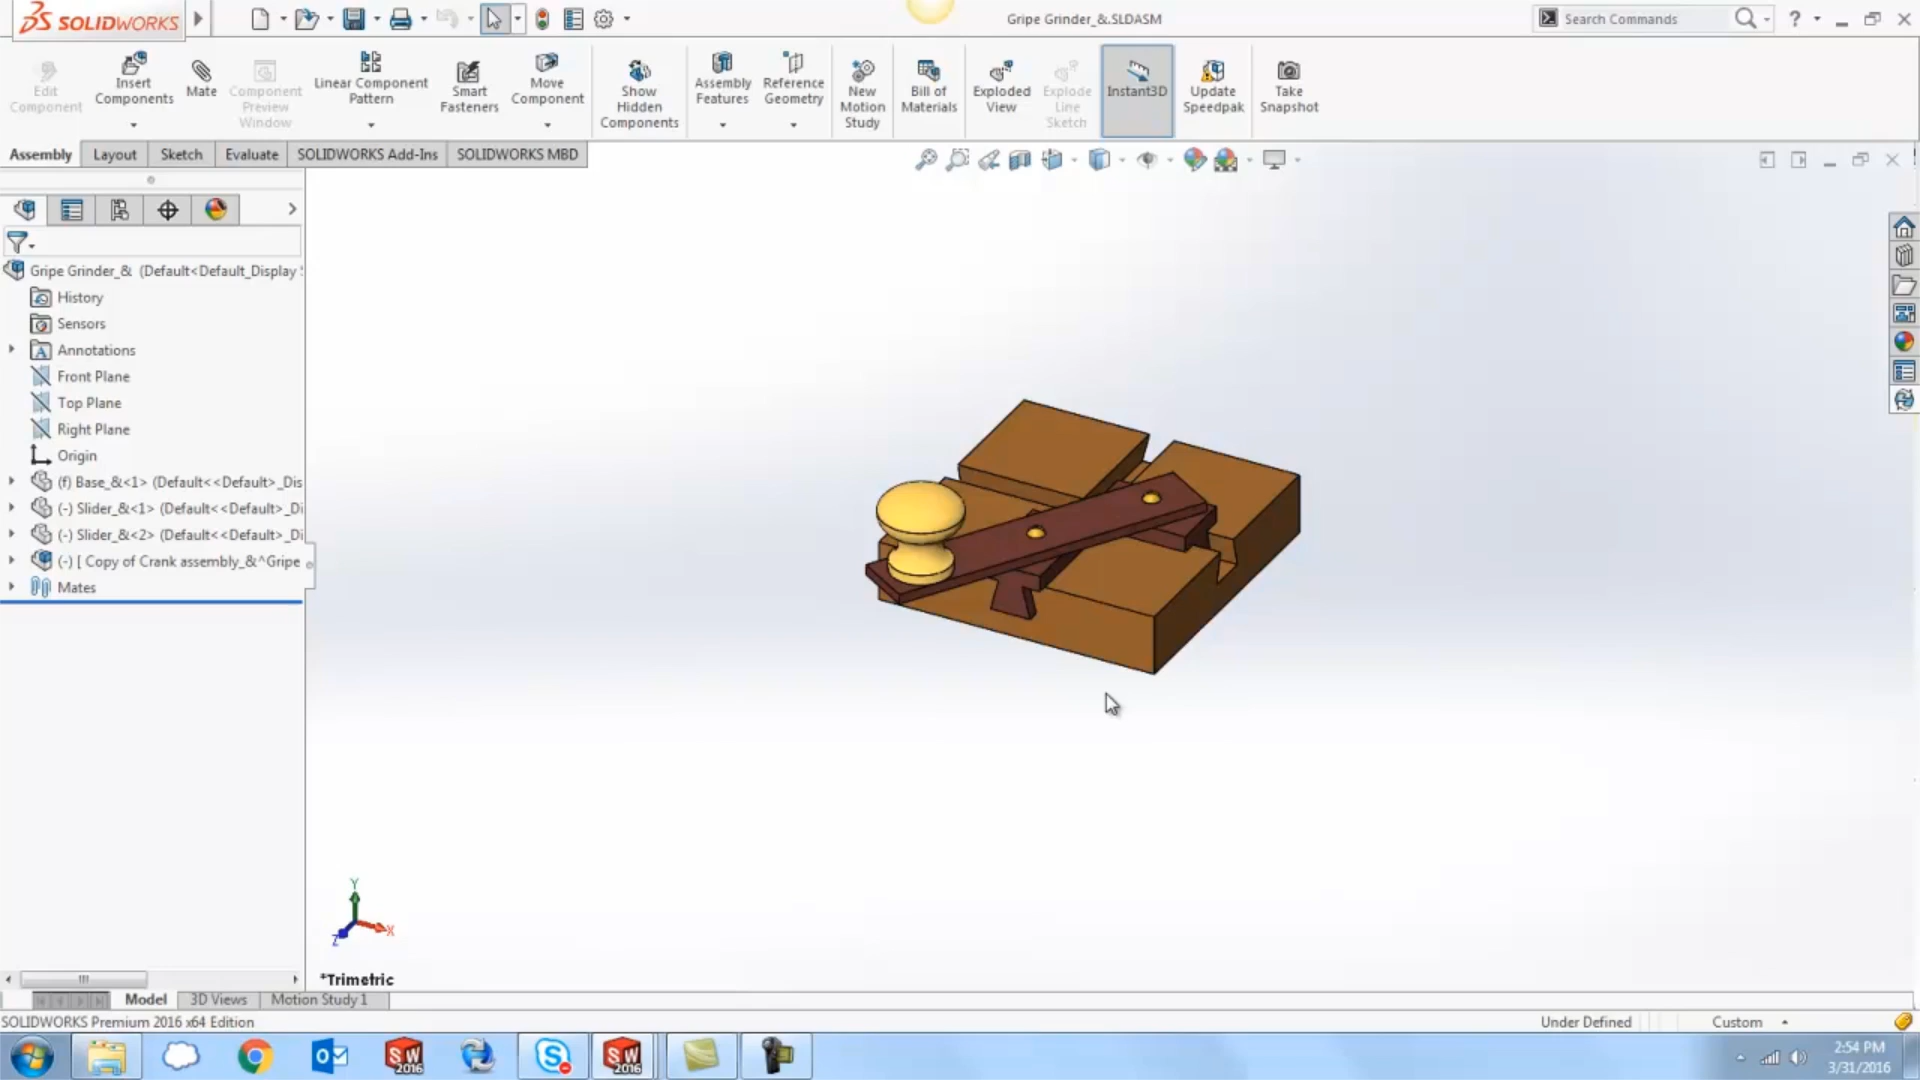 SOLIDWORKS
Gripe Grinder_&.SLDASM
Search Commands
?
Edit Component
Insert Components
Mate
Component Preview Window
Linear Component Pattern
Smart Fasteners
Move Component
Show Hidden Components
Assembly Features
Reference Geometry
New Motion Study
Bill of Materials
Exploded View
Explode Line Sketch
Instant3D
Update Speedpak
Take Snapshot
Assembly
Layout
Sketch
Evaluate
SOLIDWORKS Add-Ins
SOLIDWORKS MBD
Gripe Grinder_& (Default<Default_Display
History
Sensors
A
Annotations
Front Plane
Top Plane
Right Plane
Origin
(f) Base_&<1> (Default<<Default>_Dis
(-) Slider_&<1> (Default<<Default>_Di
(-) Slider_&<2> (Default<<Default>_Di
(-) [ Copy of Crank assembly_&^Gripe
Mates
Y
X
Z
*Trimetric
Model
3D Views
Motion Study 1
SOLIDWORKS Premium 2016 x64 Edition
Under Defined
Custom
SW
2016
SW
2016
2:54 PM
3/31/2016